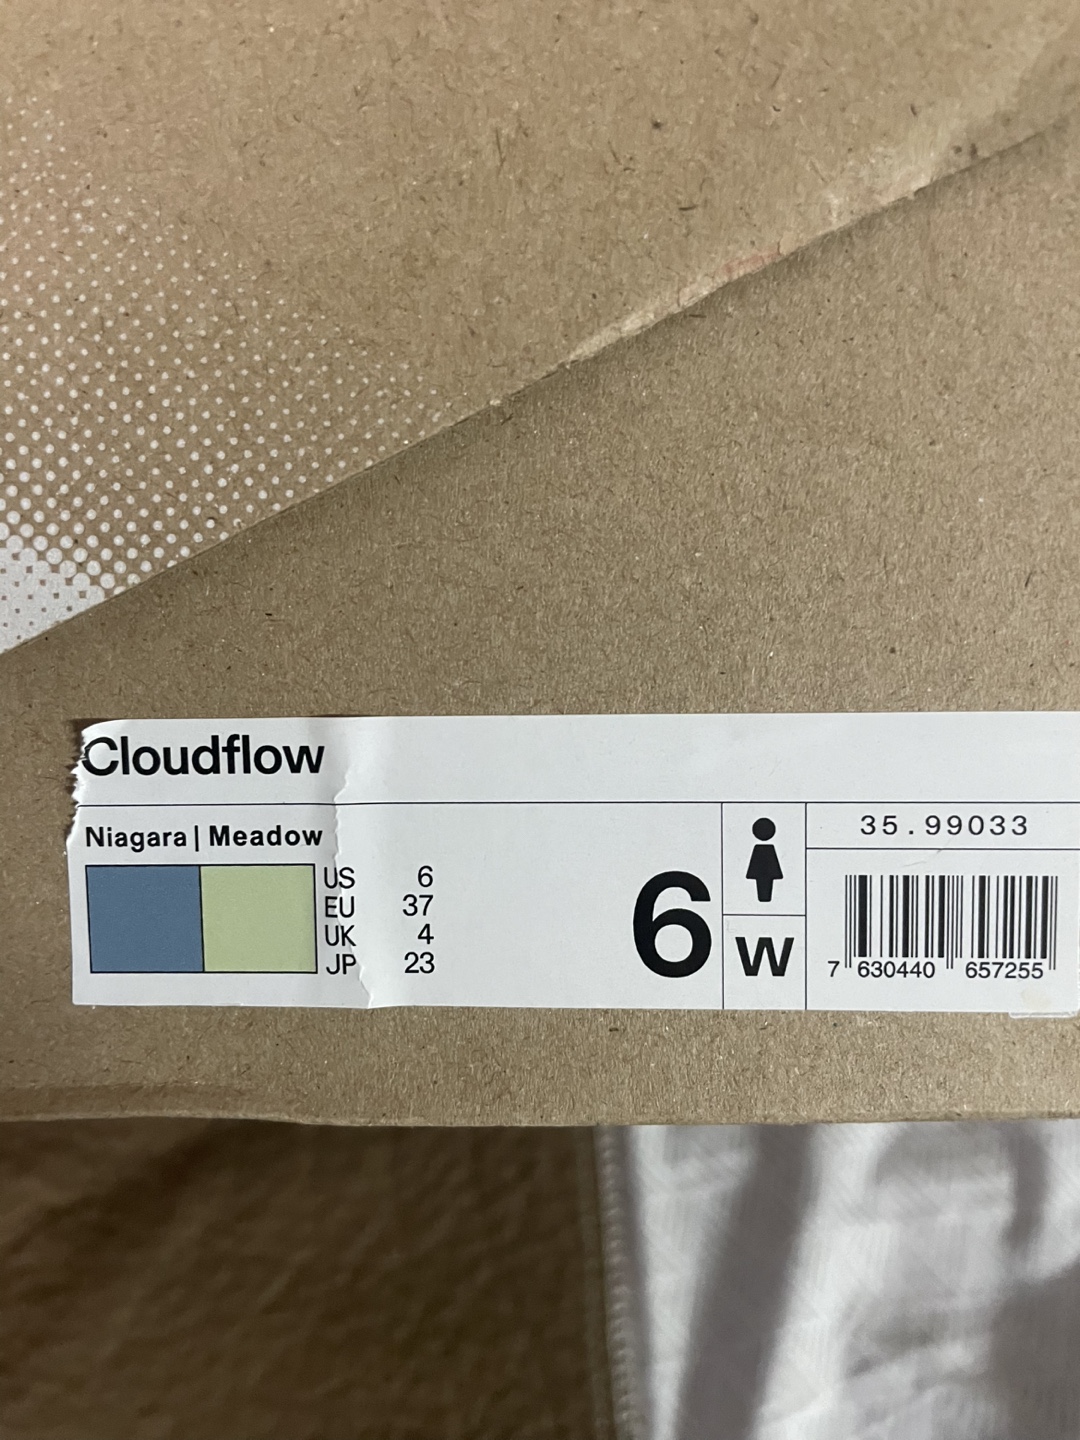 Cloudflow
Niagara | Meadow
US 6
EU 37
UK 4
JP 23
6
W
35.99033
7 630440 657255